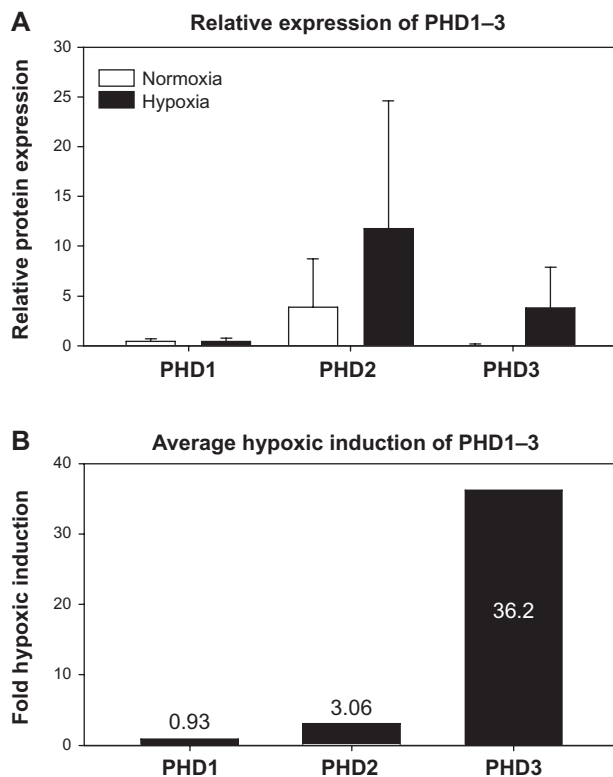 A
Relative expression of PHD1–3
Relative protein expression
30
25
20
15
10
5
0
Normoxia
Hypoxia
PHD1 PHD2 PHD3
B
Average hypoxic induction of PHD1–3
Fold hypoxic induction
40
30
20
10
0
0.93
3.06
36.2
PHD1 PHD2 PHD3